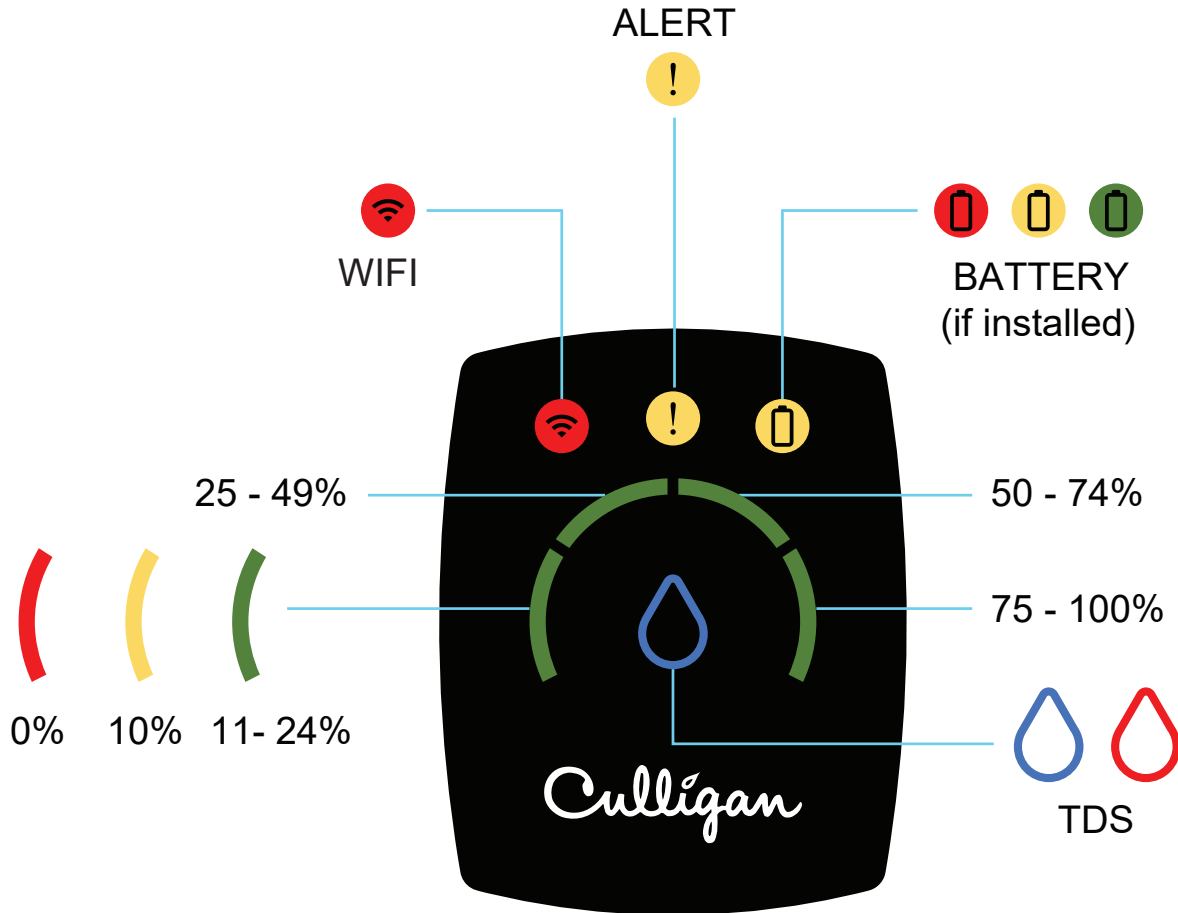 ALERT
!
WIFI
BATTERY
(if installed)
!
25 - 49%
50 - 74%
75 - 100%
0%
10%
11- 24%
TDS
Culligan